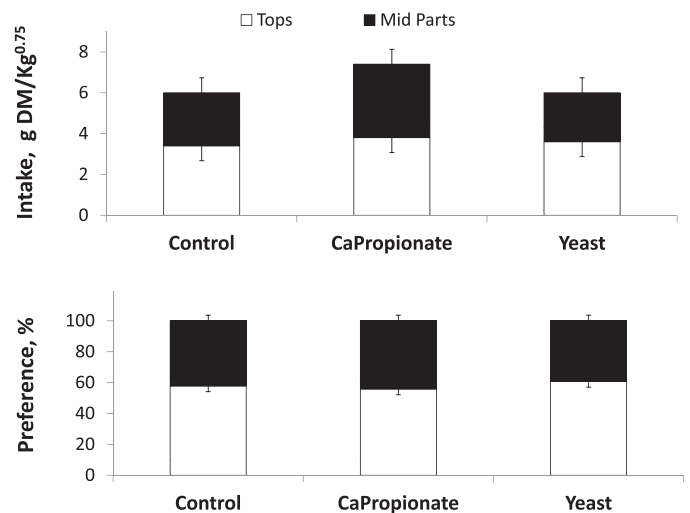 Tops Mid Parts
Intake, g DM/Kg0.75
8
6
4
2
0
Control CaPropionate Yeast
Preference, %
100
80
60
40
20
0
Control CaPropionate Yeast